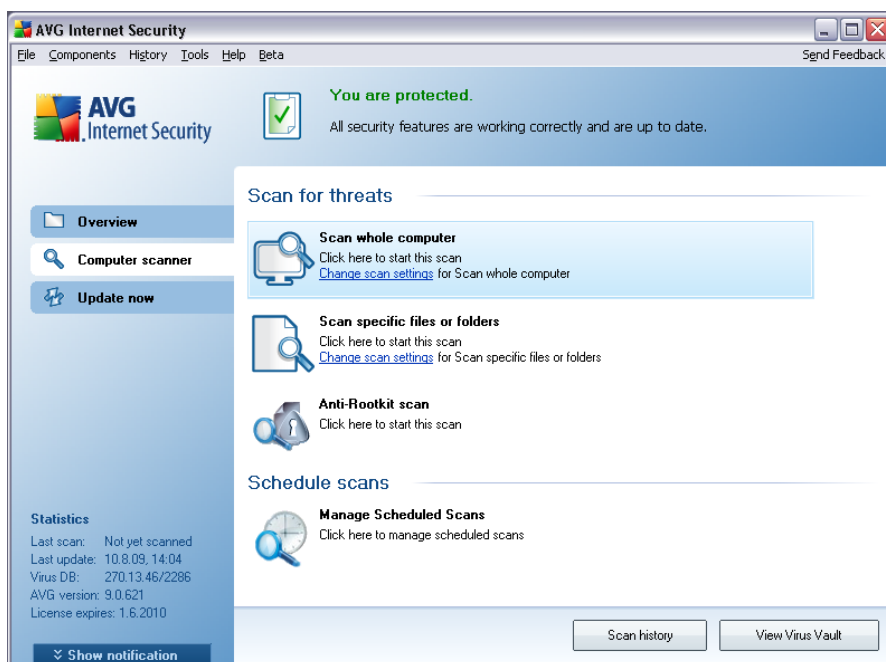 AVG Internet Security
File Components History Tools Help Beta Send Feedback
AVG
Internet Security
You are protected.
All security features are working correctly and are up to date.
Overview
Computer scanner
Update now
Scan for threats
Scan whole computer
Click here to start this scan
Change scan settings for Scan whole computer
Scan specific files or folders
Click here to start this scan
Change scan settings for Scan specific files or folders
Anti-Rootkit scan
Click here to start this scan
Schedule scans
Manage Scheduled Scans
Click here to manage scheduled scans
Statistics
Last scan: Not yet scanned
Last update: 10.8.09, 14:04
Virus DB: 270.13.46/2286
AVG version: 9.0.621
License expires: 1.6.2010
Show notification
Scan history
View Virus Vault